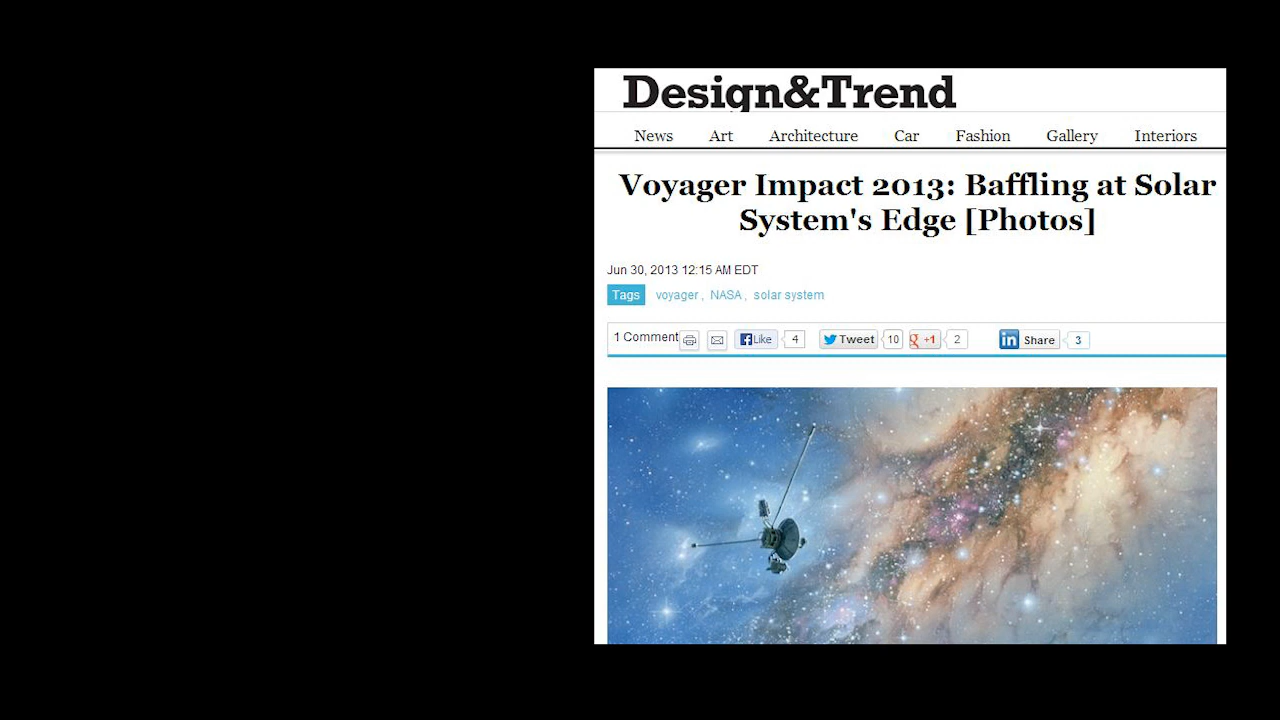 Design&Trend
News Art Architecture Car Fashion Gallery Interiors
Voyager Impact 2013: Baffling at Solar
System's Edge [Photos]
Jun 30, 2013 12:15 AM EDT
Tags voyager , NASA , solar system
1 Comment Like 4 Tweet 10 +1 2 in Share 3